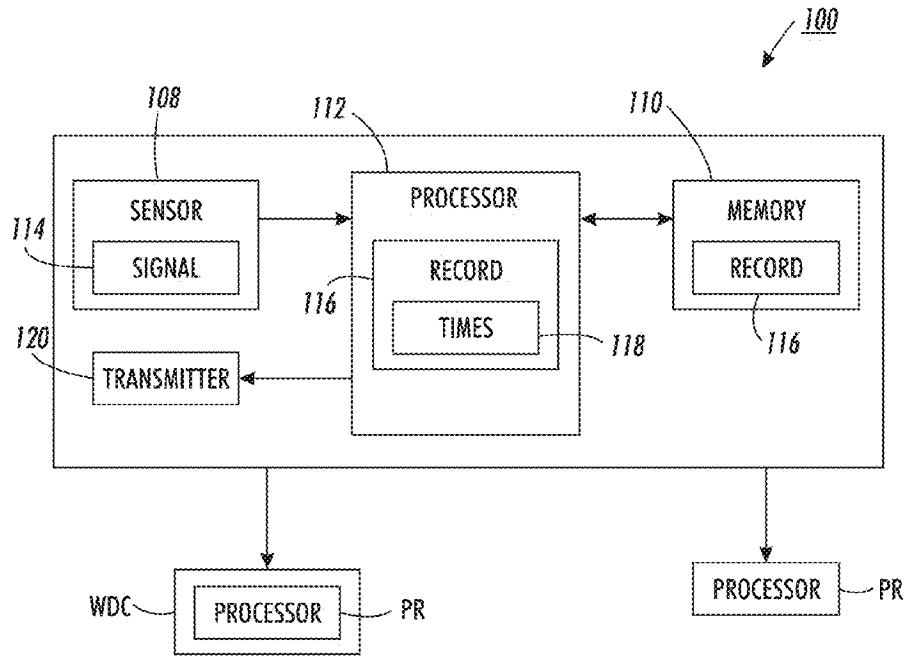 100
108
112
110
SENSOR
PROCESSOR
MEMORY
114
SIGNAL
116
RECORD
RECORD
TIMES
118
116
120
TRANSMITTER
WDC
PROCESSOR
PR
PROCESSOR
PR